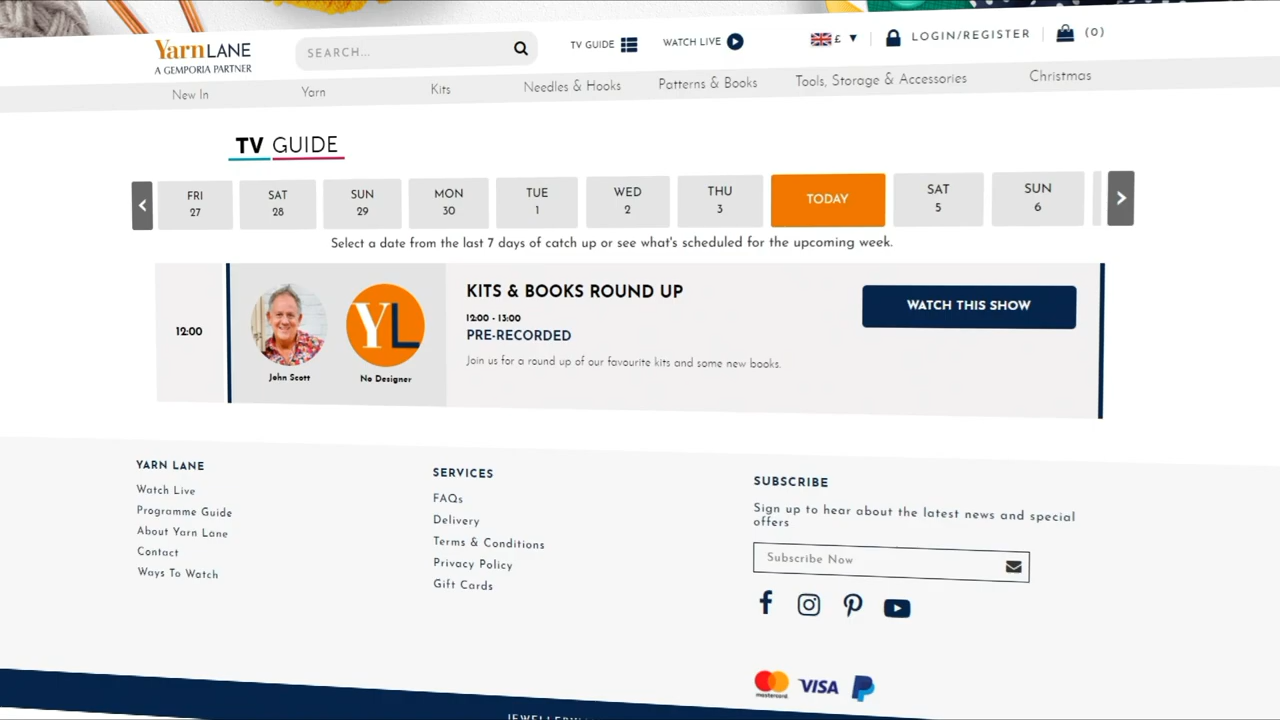 YarnLANE
A GEMPORIA PARTNER
SEARCH...
TV GUIDE
WATCH LIVE
£
LOGIN/REGISTER
(0)
New In
Yarn
Kits
Needles & Hooks
Patterns & Books
Tools, Storage & Accessories
Christmas
TV GUIDE
FRI
27
SAT
28
SUN
29
MON
30
TUE
1
WED
2
THU
3
TODAY
SAT
5
SUN
6
Select a date from the last 7 days of catch up or see what's scheduled for the upcoming week.
12:00
YL
John Scott
No Designer
KITS & BOOKS ROUND UP
12:00 - 13:00
PRE-RECORDED
Join us for a round up of our favourite kits and some new books.
WATCH THIS SHOW
YARN LANE
Watch Live
Programme Guide
About Yarn Lane
Contact
Ways To Watch
SERVICES
FAQs
Delivery
Terms & Conditions
Privacy Policy
Gift Cards
SUBSCRIBE
Sign up to hear about the latest news and special
offers
Subscribe Now
mastercard
VISA